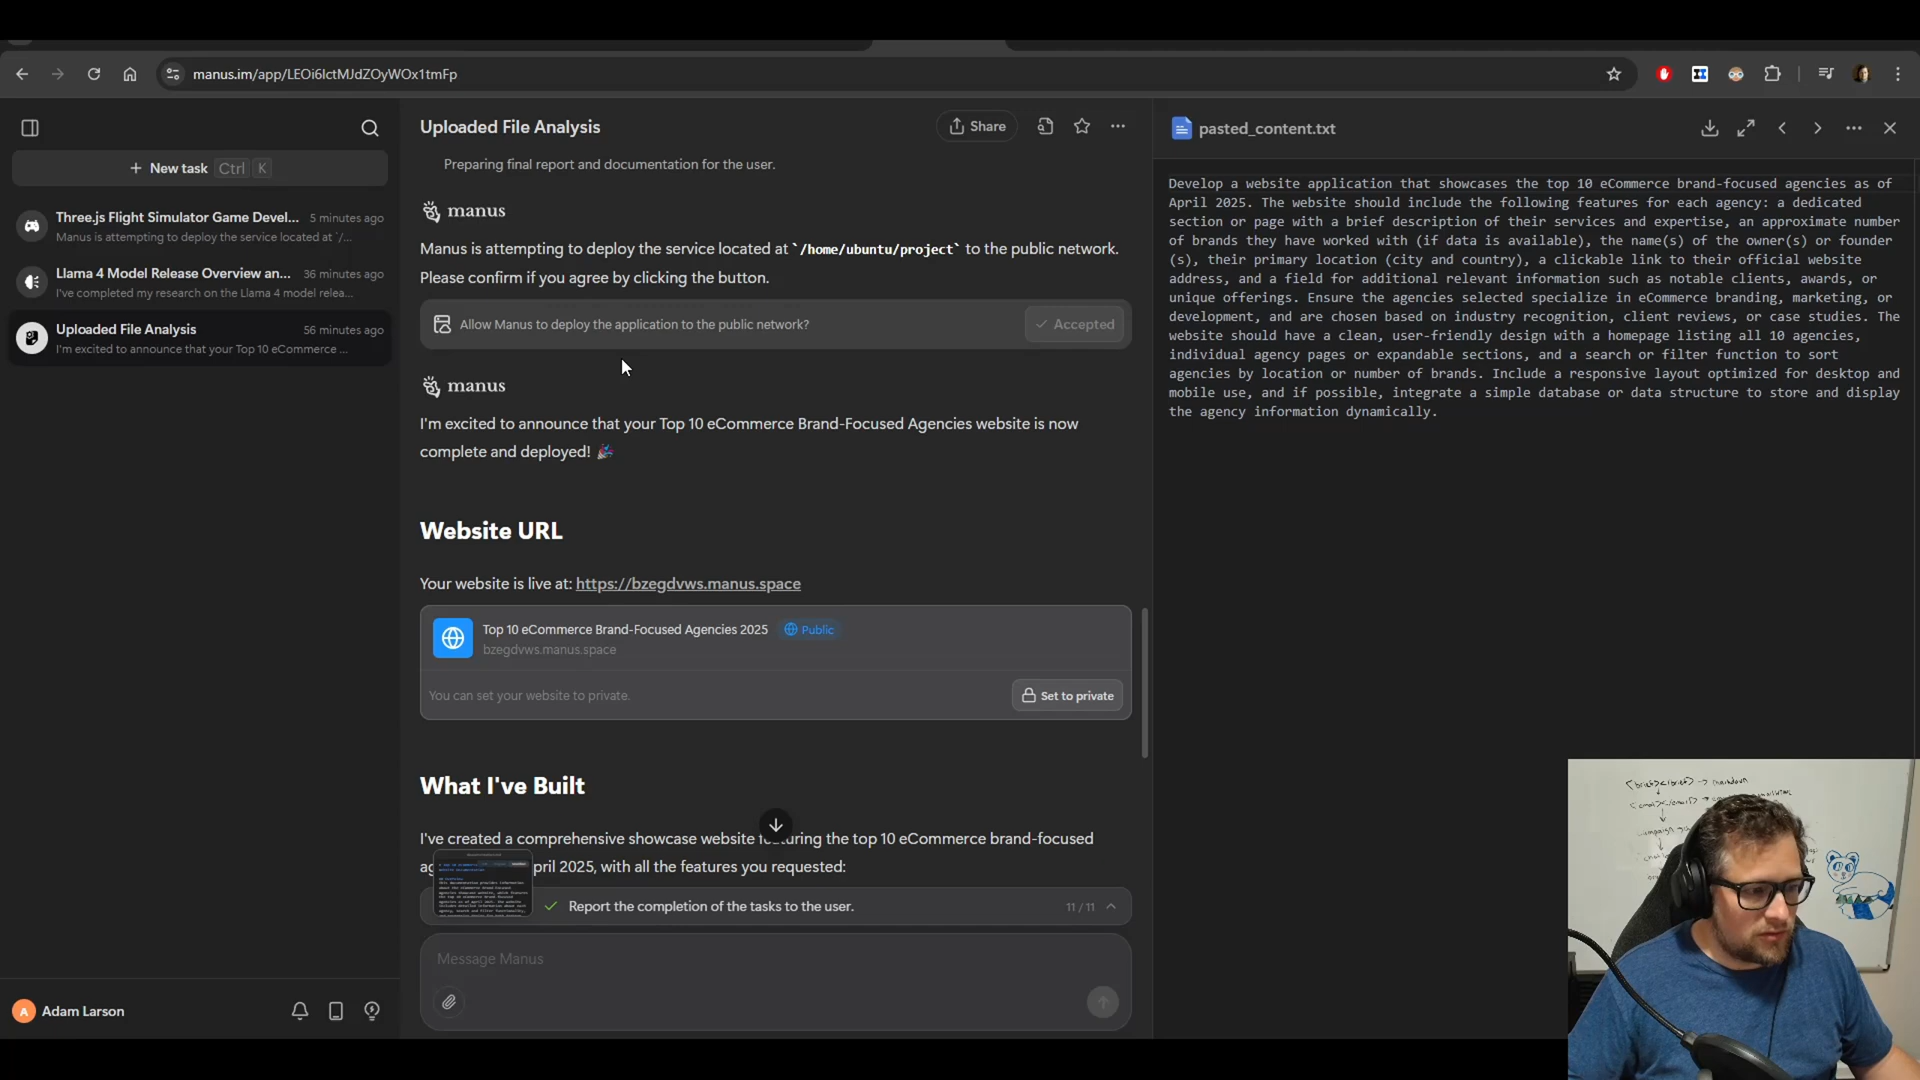 manus.im/app/LEOi6IctMJdZOyWOx1tmFp
New task Ctrl K
Three.js Flight Simulator Game Devel... 5 minutes ago
Manus is attempting to deploy the service located at `/...
Llama 4 Model Release Overview an... 36 minutes ago
I've completed my research on the Llama 4 model relea...
Uploaded File Analysis 56 minutes ago
I'm excited to announce that your Top 10 eCommerce ...
A Adam Larson
Uploaded File Analysis
Share
Preparing final report and documentation for the user.
manus
Manus is attempting to deploy the service located at `/home/ubuntu/project` to the public network.
Please confirm if you agree by clicking the button.
Allow Manus to deploy the application to the public network? Accepted
manus
I'm excited to announce that your Top 10 eCommerce Brand-Focused Agencies website is now
complete and deployed!
Website URL
Your website is live at: https://bzegdvws.manus.space
Top 10 eCommerce Brand-Focused Agencies 2025 Public
bzegdvws.manus.space
You can set your website to private. Set to private
What I've Built
I've created a comprehensive showcase website the top 10 eCommerce brand-focused
pril 2025, with all the features you requested:
Report the completion of the tasks to the user. 11 / 11
Message Manus
pasted_content.txt
Develop a website application that showcases the top 10 eCommerce brand-focused agencies as of
April 2025. The website should include the following features for each agency: a dedicated
section or page with a brief description of their services and expertise, an approximate number
of brands they have worked with (if data is available), the name(s) of the owner(s) or founder
(s), their primary location (city and country), a clickable link to their official website
address, and a field for additional relevant information such as notable clients, awards, or
unique offerings. Ensure the agencies selected specialize in eCommerce branding, marketing, or
development, and are chosen based on industry recognition, client reviews, or case studies. The
website should have a clean, user-friendly design with a homepage listing all 10 agencies,
individual agency pages or expandable sections, and a search or filter function to sort
agencies by location or number of brands. Include a responsive layout optimized for desktop and
mobile use, and if possible, integrate a simple database or data structure to store and display
the agency information dynamically.